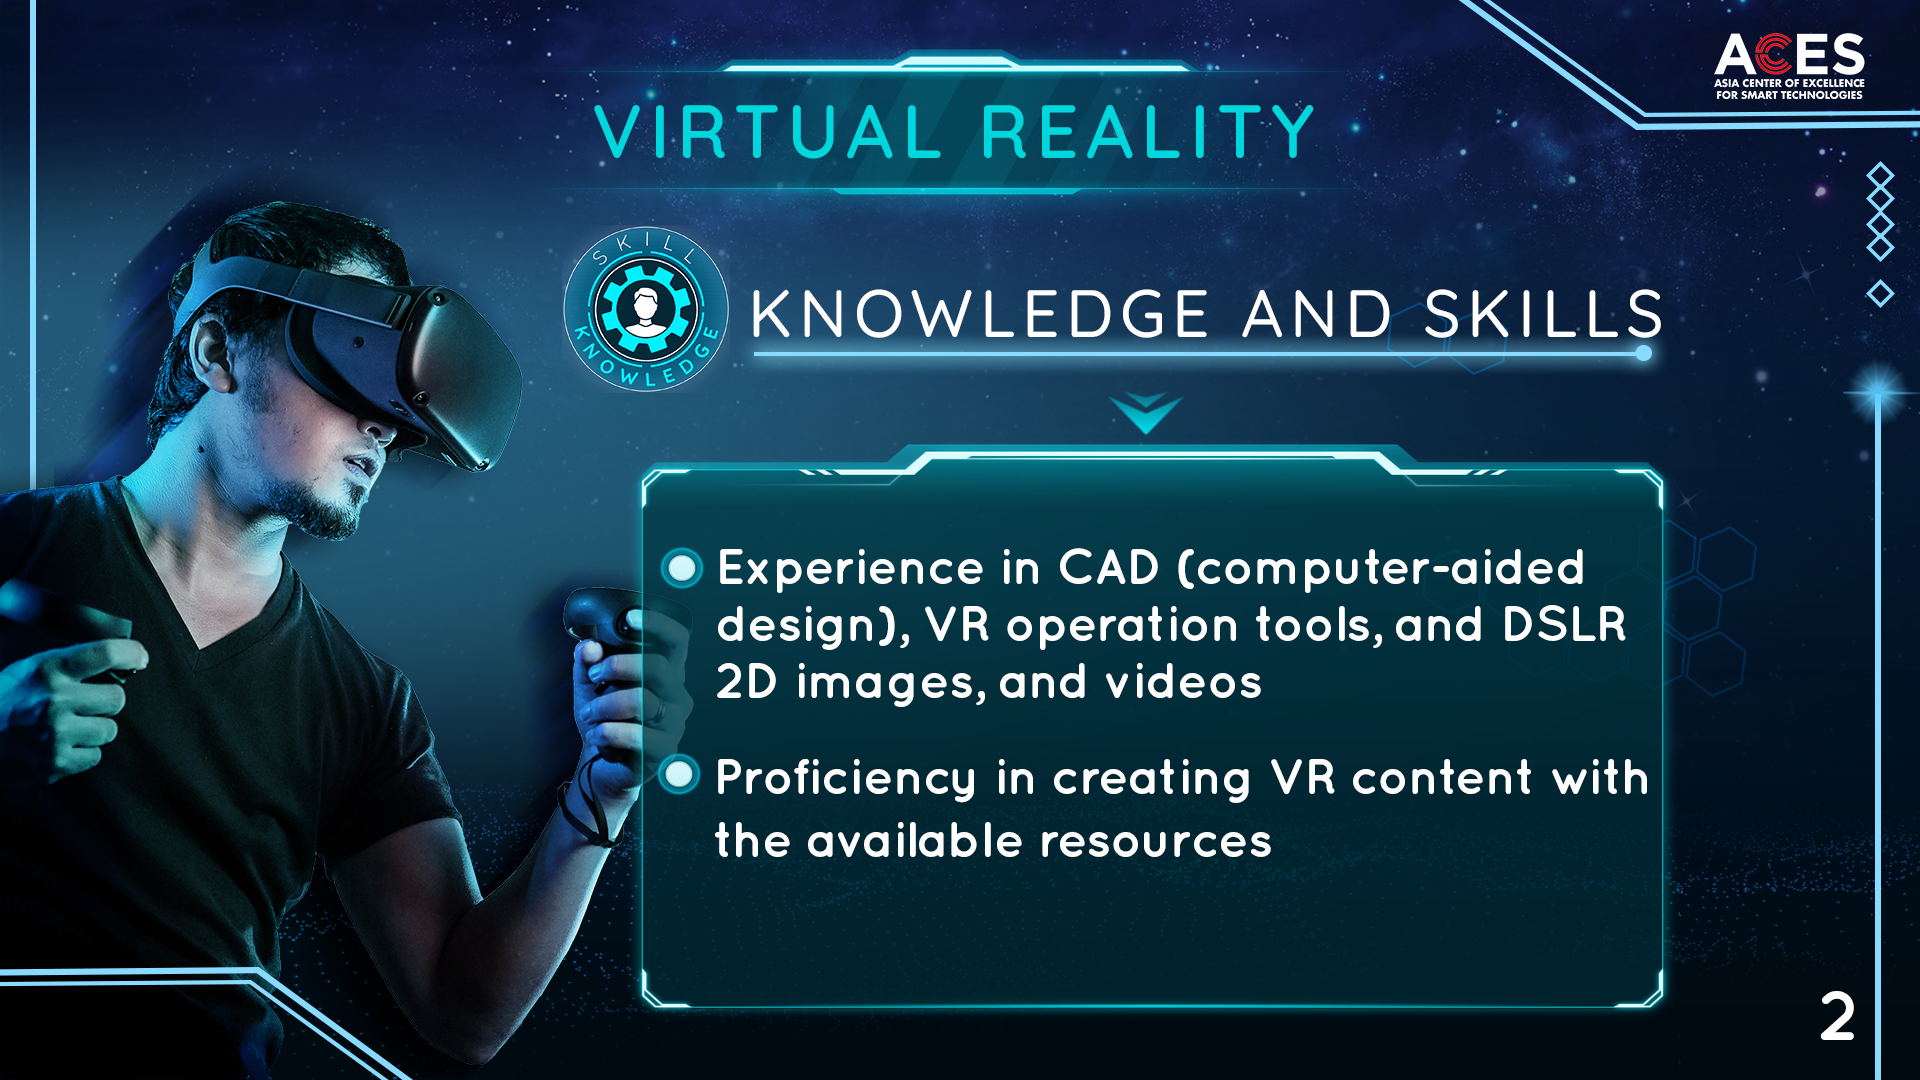 ACES
ASIA CENTER OF EXCELLENCE
FOR SMART TECHNOLOGIES
VIRTUAL REALITY
SKILL
KNOWLEDGE
KNOWLEDGE AND SKILLS
Experience in CAD (computer-aided
design), VR operation tools, and DSLR
2D images, and videos
Proficiency in creating VR content with
the available resources
2